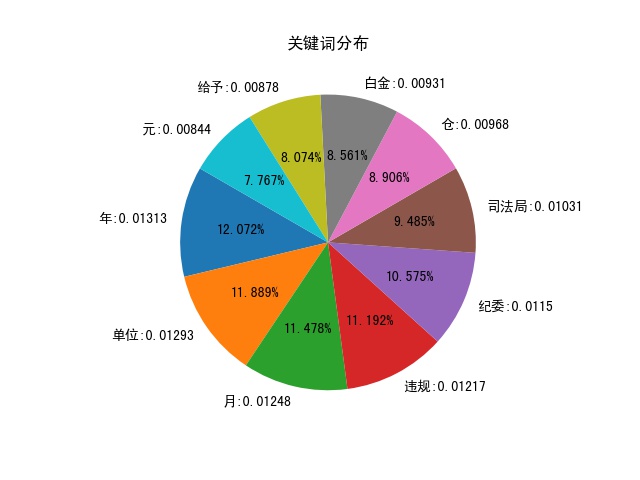 关键词分布
白金:0.00931
给予:0.00878
仓:0.00968
元:0.00844
8.074%
8.561%
7.767%
8.906%
司法局:0.01031
年:0.01313
12.072%
9.485%
10.575%
11.889%
纪委:0.0115
11.478%
11.192%
单位:0.01293
违规:0.01217
月:0.01248